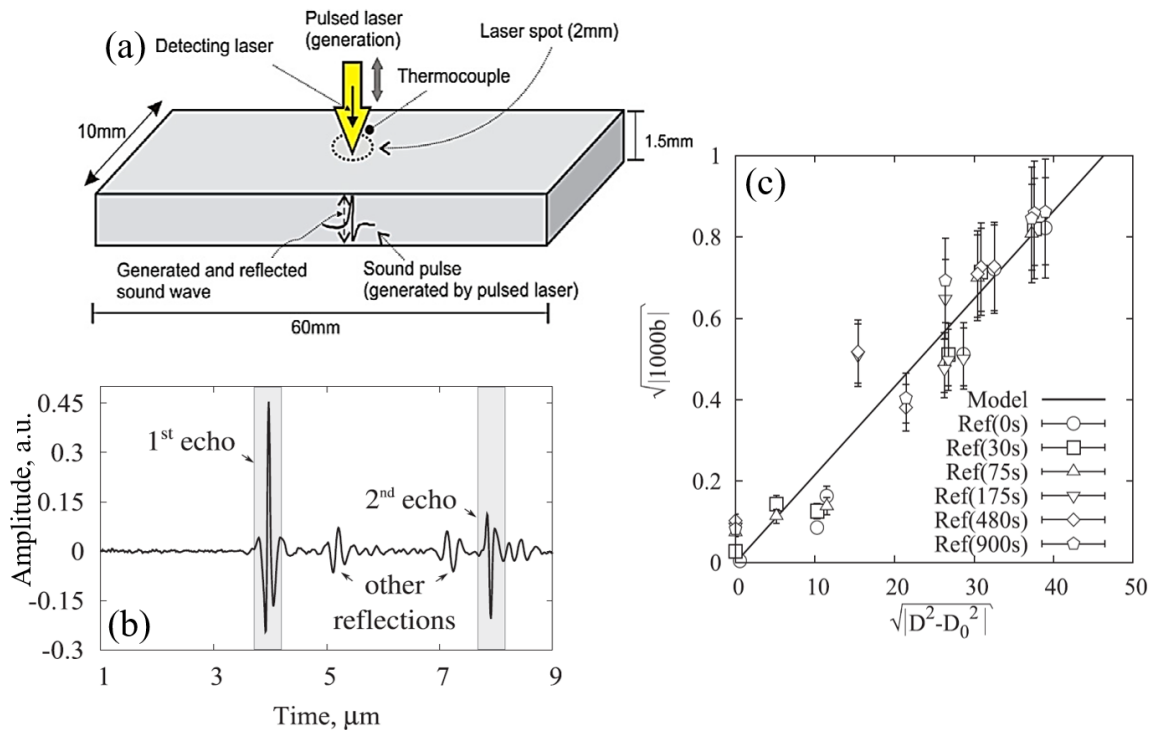 (a)
Pulsed laser
(generation)
Detecting laser
Laser spot (2mm)
Thermocouple
10mm
1.5mm
Generated and reflected
sound wave
Sound pulse
(generated by pulsed laser)
60mm
(b)
Amplitude, a.u.
0.45
0.3
0.15
0
-0.15
-0.3
1st echo
2nd echo
other
reflections
1 3 5 7 9
Time, μm
(c)
√|1000b|
1
0.8
0.6
0.4
0.2
0
Model
Ref(0s)
Ref(30s)
Ref(75s)
Ref(175s)
Ref(480s)
Ref(900s)
0 10 20 30 40 50
√|D²-D₀²|